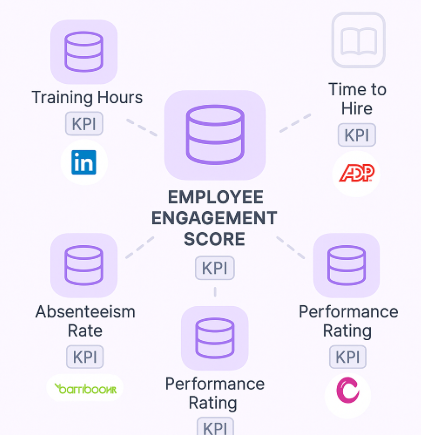 Training Hours
KPI
in
Time to
Hire
KPI
ADP
EMPLOYEE
ENGAGEMENT
SCORE
KPI
Absenteeism
Rate
KPI
bambooHR
Performance
Rating
KPI
Performance
Rating
KPI
C